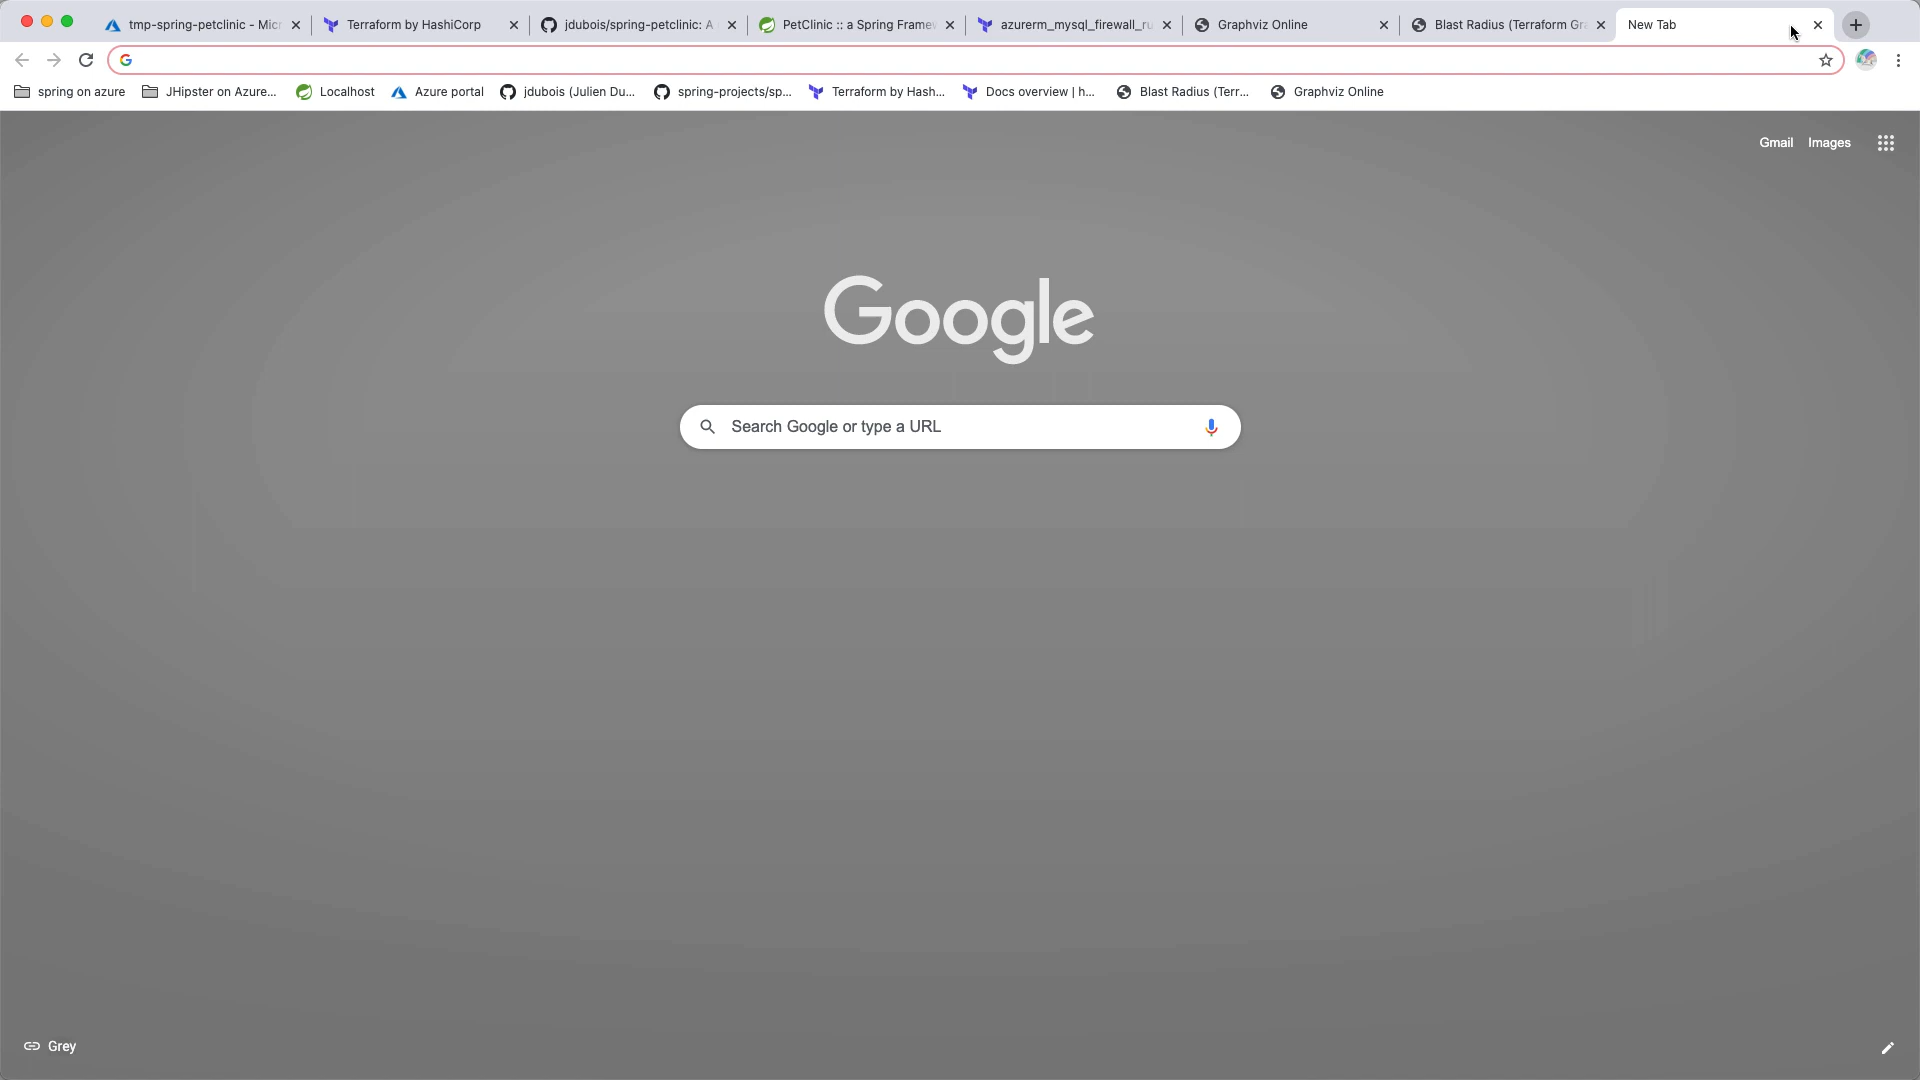 tmp-spring-petclinic - Mic
Terraform by HashiCorp
jdubois/spring-petclinic: A
PetClinic :: a Spring Frame
azurerm_mysql_firewall_ru
Graphviz Online
Blast Radius (Terraform Gr
New Tab
spring on azure
JHipster on Azure...
Localhost
Azure portal
jdubois (Julien Du...
spring-projects/sp...
Terraform by Hash...
Docs overview | h...
Blast Radius (Terr...
Graphviz Online
Gmail
Images
Google
Search Google or type a URL
Grey